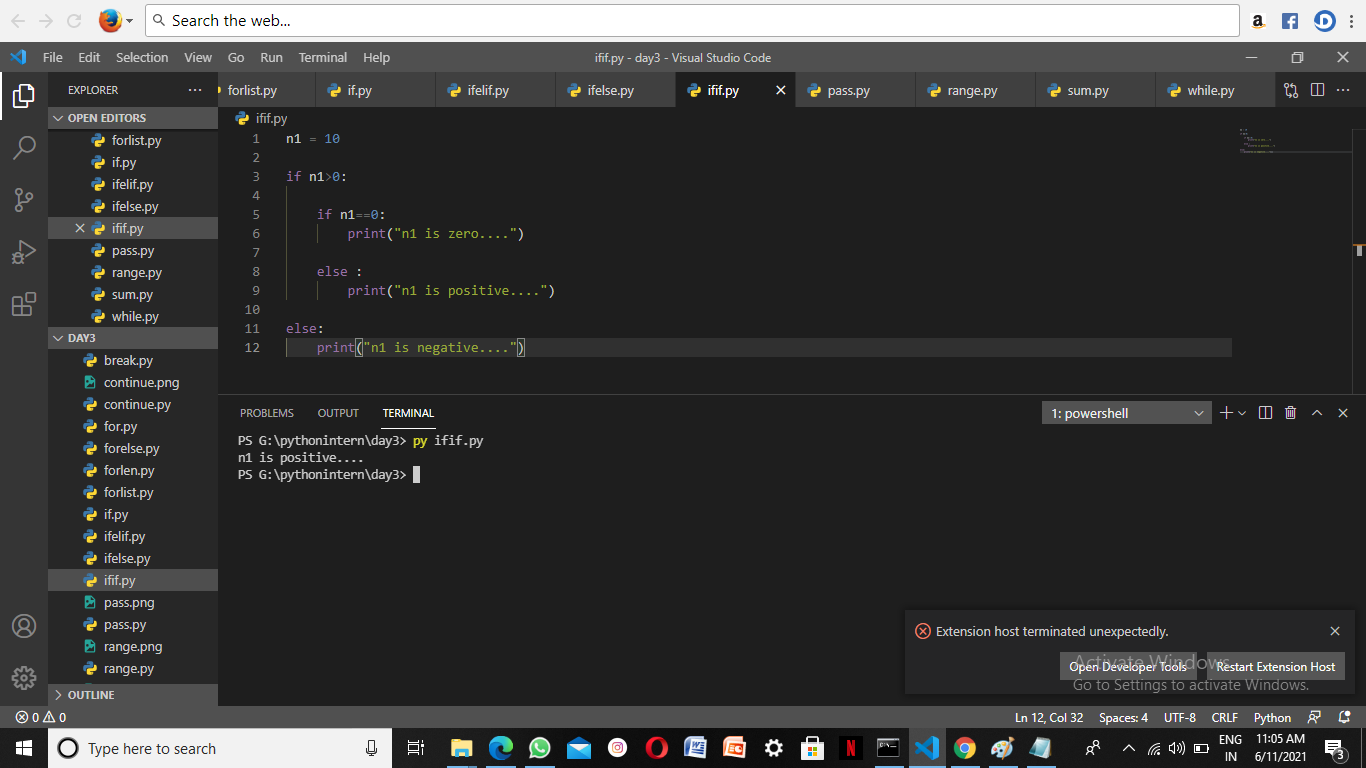 Search the web...
File Edit Selection View Go Run Terminal Help
ifif.py - day3 - Visual Studio Code
EXPLORER
forlist.py if.py ifelif.py ifelse.py ifif.py pass.py range.py sum.py while.py
OPEN EDITORS
forlist.py
if.py
ifelif.py
ifelse.py
ifif.py
pass.py
range.py
sum.py
while.py
DAY3
break.py
continue.png
continue.py
for.py
forelse.py
forlen.py
forlist.py
if.py
ifelif.py
ifelse.py
ifif.py
pass.png
pass.py
range.png
range.py
OUTLINE
ifif.py
1 n1 = 10
2
3 if n1>0:
4
5 if n1==0:
6 print("n1 is zero....")
7
8 else :
9 print("n1 is positive....")
10
11 else:
12 print("n1 is negative....")
PROBLEMS OUTPUT TERMINAL
1: powershell
PS G:\pythonintern\day3> py ifif.py
n1 is positive....
PS G:\pythonintern\day3>
Extension host terminated unexpectedly.
Open Developer Tools Restart Extension Host
Activate Windows
Go to Settings to activate Windows.
0 0
Ln 12, Col 32 Spaces: 4 UTF-8 CRLF Python
Type here to search
ENG
IN
11:05 AM
6/11/2021
3